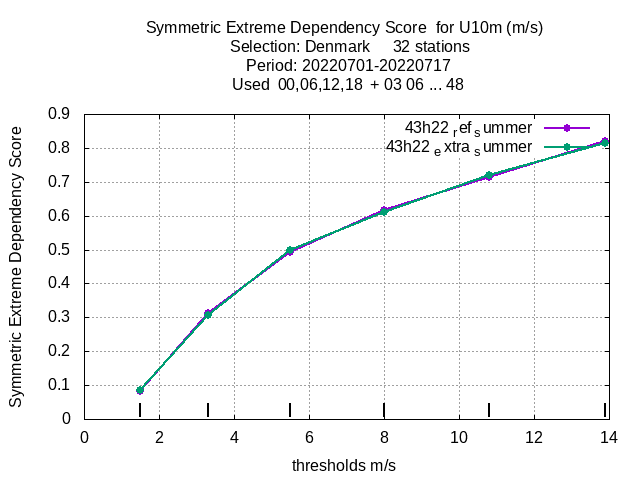 Symmetric Extreme Dependency Score for U10m (m/s)
Selection: Denmark 32 stations
Period: 20220701-20220717
Used 00,06,12,18 + 03 06 ... 48
43h22 ref summer
43h22 extra summer
Symmetric Extreme Dependency Score
0.9
0.8
0.7
0.6
0.5
0.4
0.3
0.2
0.1
0
0 2 4 6 8 10 12 14
thresholds m/s